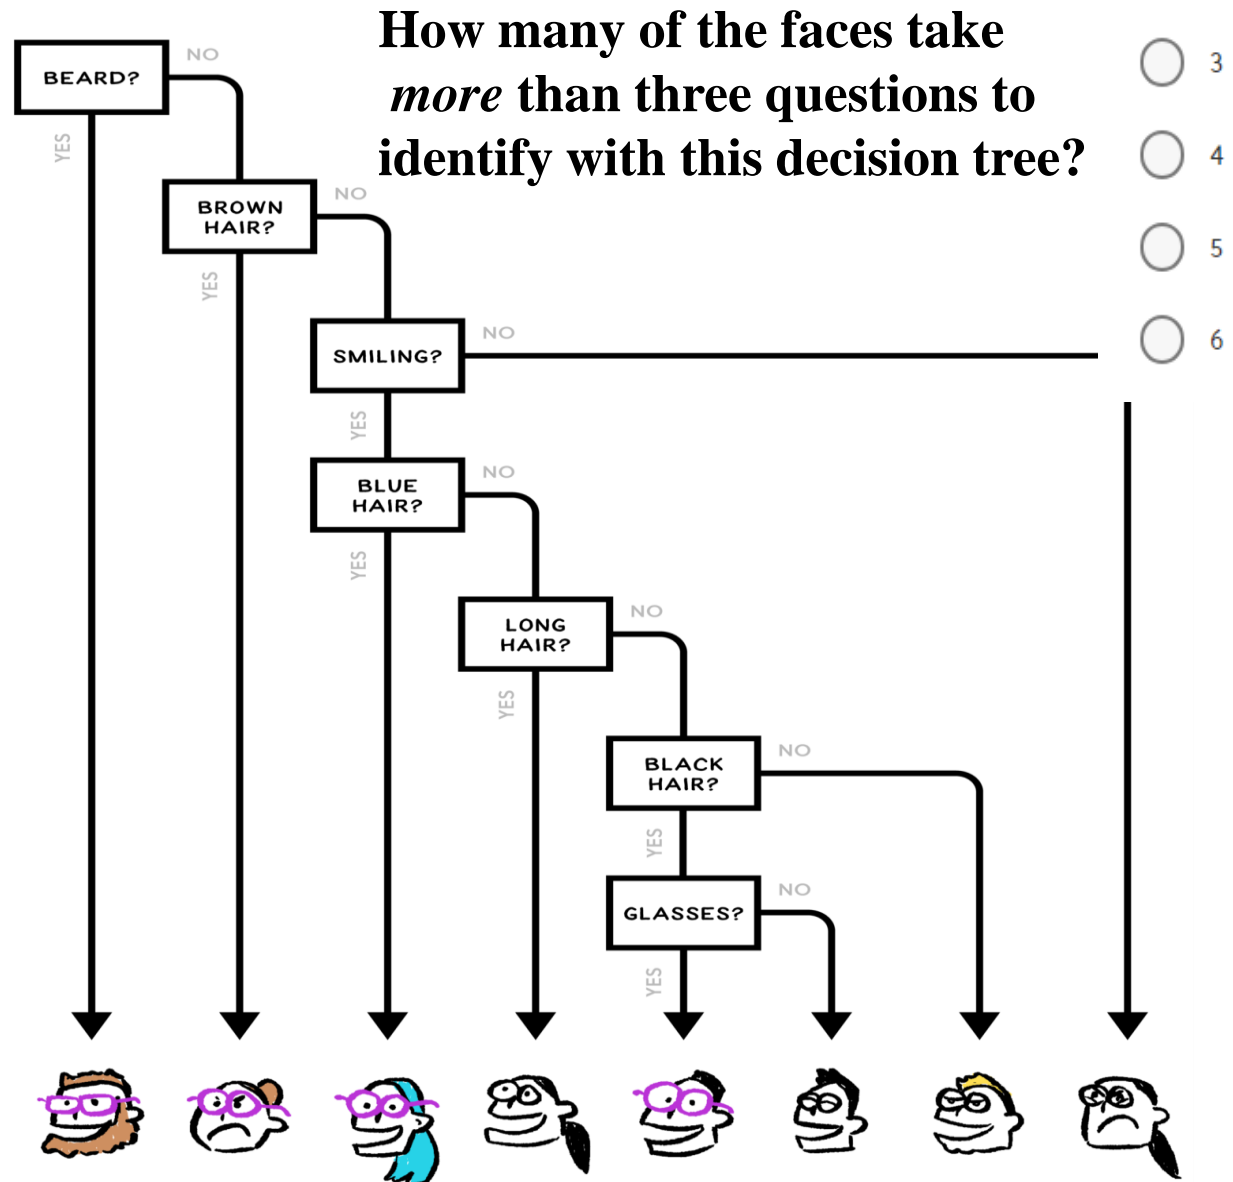 How many of the faces take
more than three questions to
identify with this decision tree?
3
4
5
6
BEARD?
NO
YES
BROWN
HAIR?
NO
YES
SMILING?
NO
YES
BLUE
HAIR?
NO
YES
LONG
HAIR?
NO
YES
BLACK
HAIR?
NO
YES
GLASSES?
NO
YES